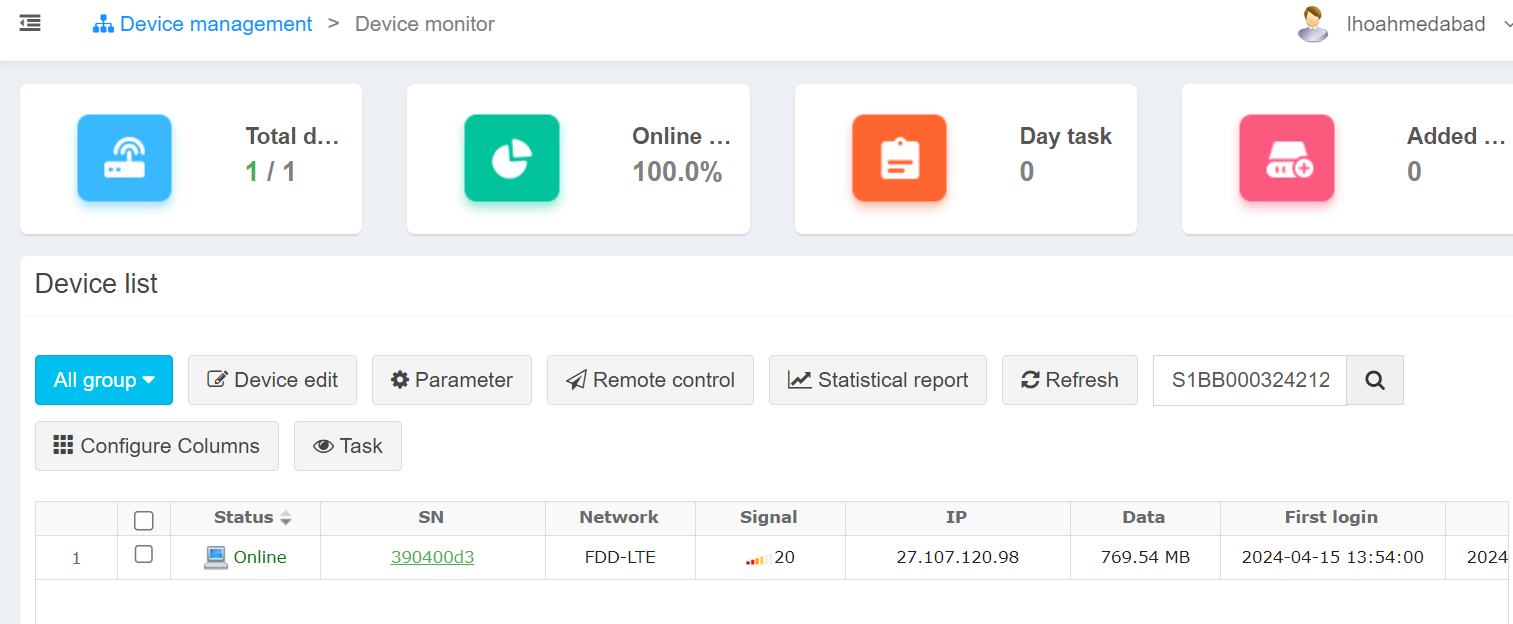 Device management > Device monitor
lhoahmedabad
Total d...
1 / 1
Online ...
100.0%
Day task
0
Added ...
0
Device list
All group
Device edit
Parameter
Remote control
Statistical report
Refresh
S1BB000324212
Configure Columns
Task
Status SN Network Signal IP Data First login
1 Online 390400d3 FDD-LTE 20 27.107.120.98 769.54 MB 2024-04-15 13:54:00 2024